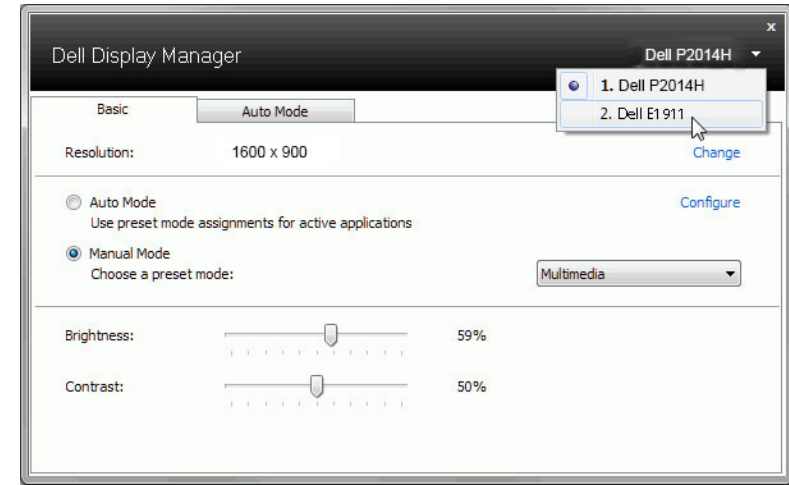 x
Dell Display Manager
Dell P2014H
1. Dell P2014H
2. Dell E1911
Basic
Auto Mode
Resolution:
1600 x 900
Change
Auto Mode
Configure
Use preset mode assignments for active applications
Manual Mode
Choose a preset mode:
Multimedia
Brightness:
59%
Contrast:
50%